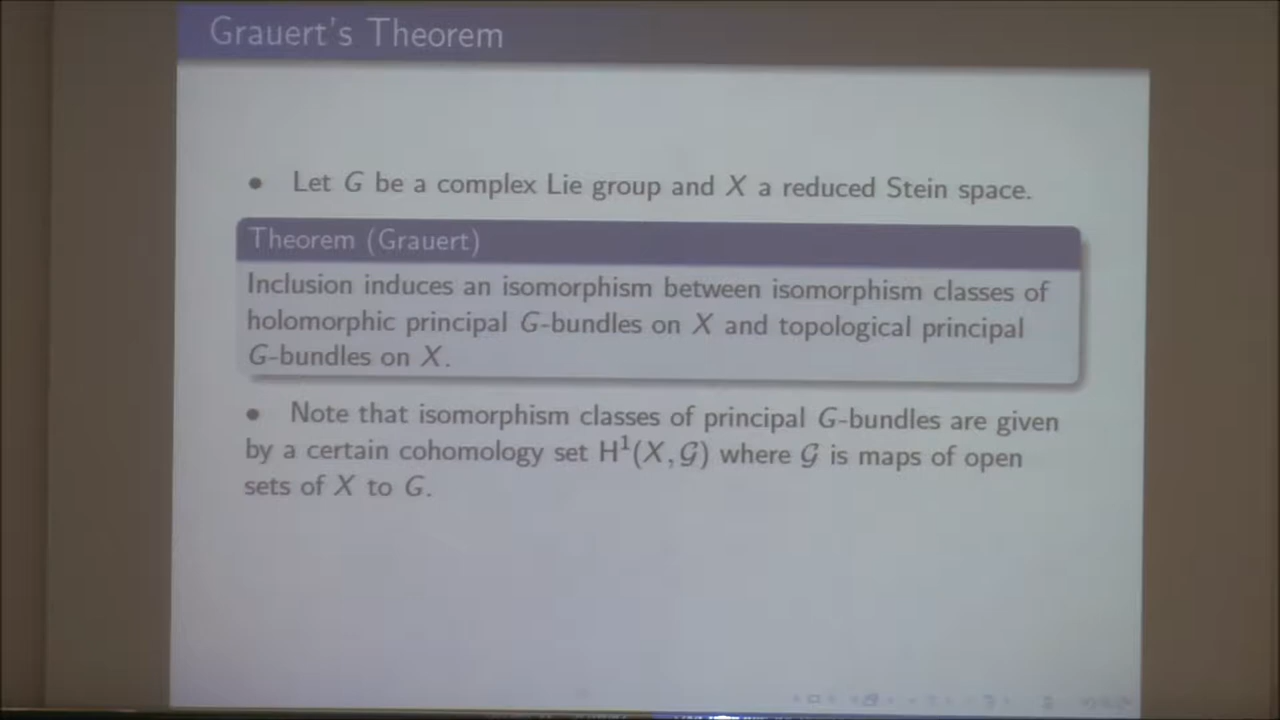 Grauert's Theorem
• Let G be a complex Lie group and X a reduced Stein space.
Theorem (Grauert)
Inclusion induces an isomorphism between isomorphism classes of
holomorphic principal G-bundles on X and topological principal
G-bundles on X.
• Note that isomorphism classes of principal G-bundles are given
by a certain cohomology set H¹(X, 𝒢) where 𝒢 is maps of open
sets of X to G.